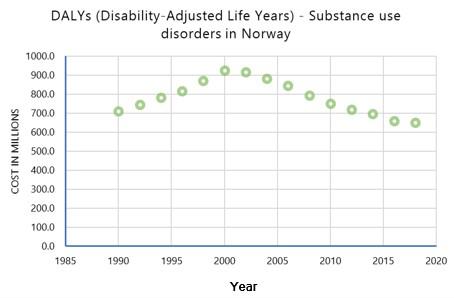 DALYs (Disability-Adjusted Life Years) - Substance use
disorders in Norway
COST IN MILLIONS
1000.0
900.0
800.0
700.0
600.0
500.0
400.0
300.0
200.0
100.0
0.0
1985 1990 1995 2000 2005 2010 2015 2020
Year